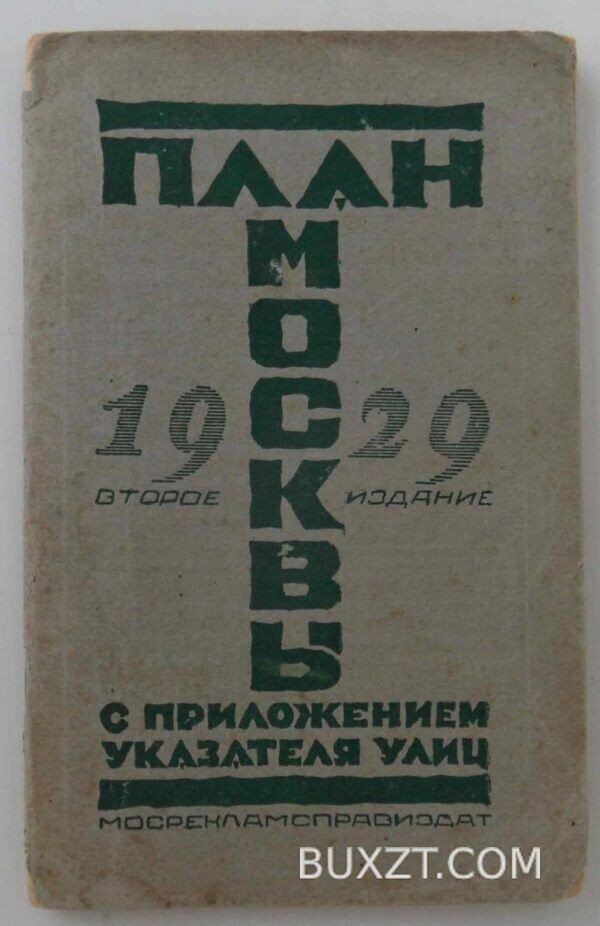 ПЛАН
МОСКВЫ
1929
ВТОРОЕ ИЗДАНИЕ
С ПРИЛОЖЕНИЕМ
УКАЗАТЕЛЯ УЛИЦ
МОСРЕКЛАМСПРАВИЗДАТ
BUXZT.COM